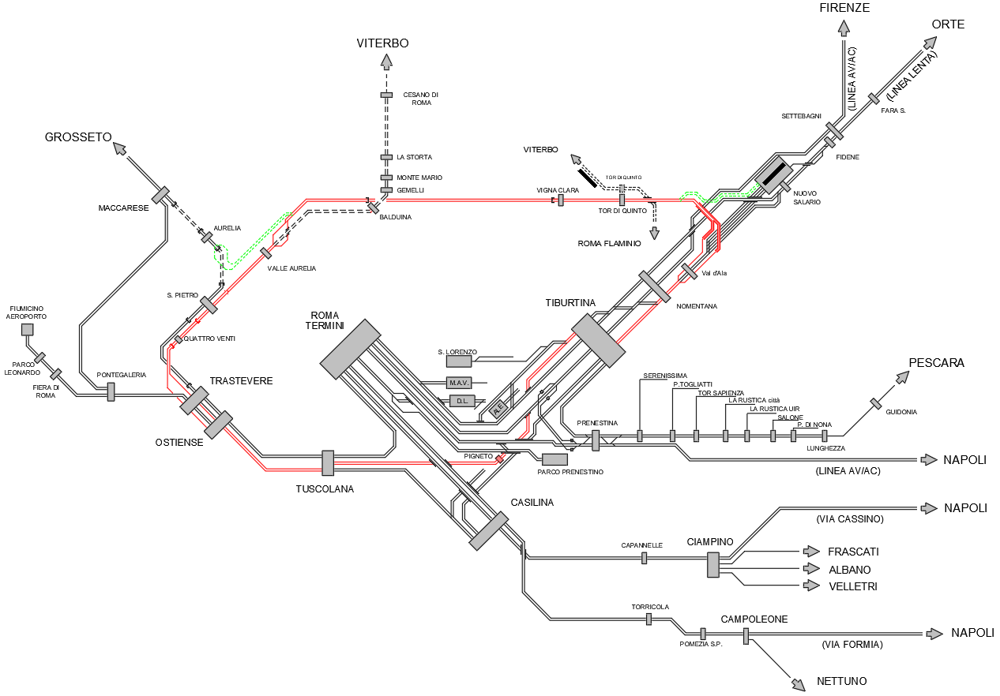 FIRENZE
ORTE
(LINEA AV/AC)
(LINEA LENTA)
VITERBO
CESANO DI
ROMA
FARA S.
SETTEBAGNI
GROSSETO
VITERBO
LA STORTA
FIDENE
MONTE MARIO
TOR DI QUINTO
GEMELLI
VIGNA CLARA
NUOVO
SALARIO
MACCARESE
BALDUINA
TOR DI QUINTO
AURELIA
ROMA FLAMINIO
VALLE AURELIA
Val d'Ala
S. PIETRO
TIBURTINA
NOMENTANA
FIUMICINO
AEROPORTO
ROMA
TERMINI
QUATTRO VENTI
S. LORENZO
PARCO
LEONARDO
PONTEGALERIA
TRASTEVERE
M.A.V.
SERENISSIMA
PESCARA
FIERA DI
ROMA
P.TOGLIATTI
TOR SAPIENZA
D.L.
LA RUSTICA città
ALE
LA RUSTICA UIR
GUIDONIA
SALONE
PRENESTINA
P. DI NONA
OSTIENSE
LUNGHEZZA
PIGNETO
NAPOLI
PARCO PRENESTINO
(LINEA AV/AC)
TUSCOLANA
CASILINA
NAPOLI
(VIA CASSINO)
CAPANNELLE
CIAMPINO
FRASCATI
ALBANO
VELLETRI
TORRICOLA
CAMPOLEONE
NAPOLI
POMEZIA S.P.
(VIA FORMIA)
NETTUNO